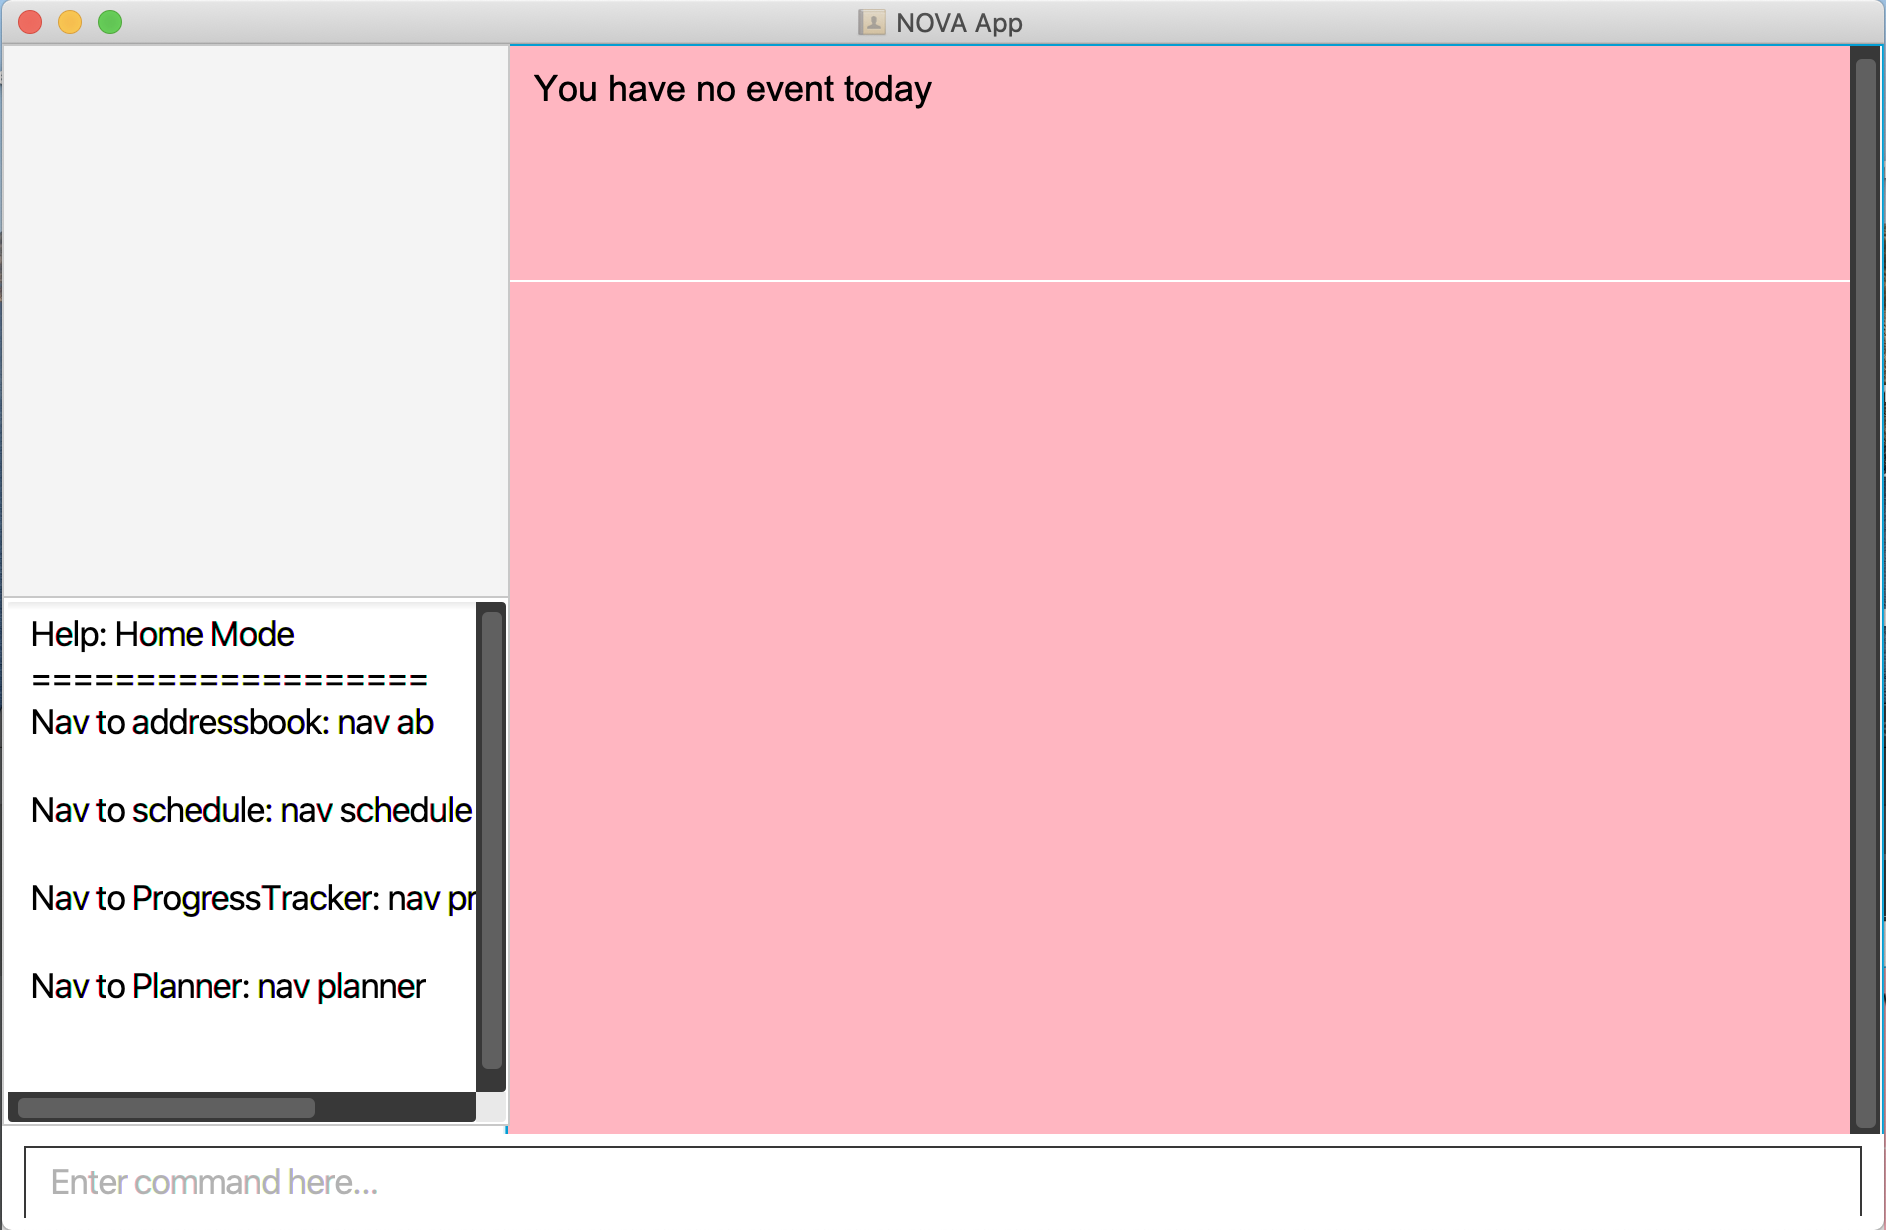 NOVA App
You have no event today
Help: Home Mode
===================
Nav to addressbook: nav ab
Nav to schedule: nav schedule
Nav to ProgressTracker: nav pr
Nav to Planner: nav planner
Enter command here...